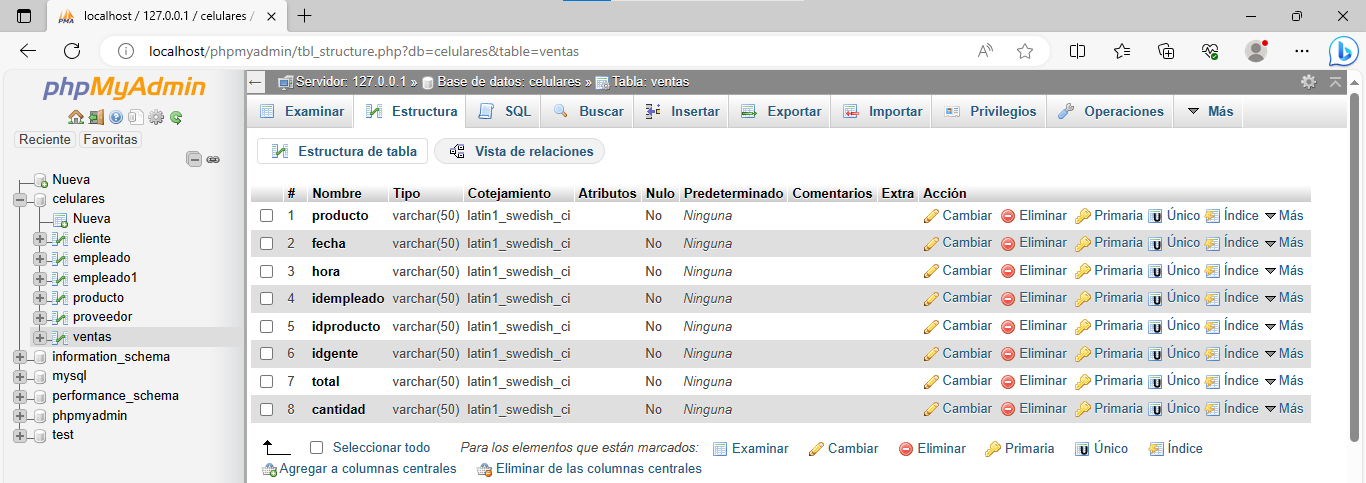 localhost / 127.0.0.1 / celulares /
localhost/phpmyadmin/tbl_structure.php?db=celulares&table=ventas
phpMyAdmin
Reciente Favoritas
Nueva
celulares
Nueva
cliente
empleado
empleado1
producto
proveedor
ventas
information_schema
mysql
performance_schema
phpmyadmin
test
Servidor: 127.0.0.1 » Base de datos: celulares » Tabla: ventas
Examinar Estructura SQL Buscar Insertar Exportar Importar Privilegios Operaciones Más
Estructura de tabla Vista de relaciones
# Nombre Tipo Cotejamiento Atributos Nulo Predeterminado Comentarios Extra Acción
1 producto varchar(50) latin1_swedish_ci No Ninguna Cambiar Eliminar Primaria Único Índice Más
2 fecha varchar(50) latin1_swedish_ci No Ninguna Cambiar Eliminar Primaria Único Índice Más
3 hora varchar(50) latin1_swedish_ci No Ninguna Cambiar Eliminar Primaria Único Índice Más
4 idempleado varchar(50) latin1_swedish_ci No Ninguna Cambiar Eliminar Primaria Único Índice Más
5 idproducto varchar(50) latin1_swedish_ci No Ninguna Cambiar Eliminar Primaria Único Índice Más
6 idgente varchar(50) latin1_swedish_ci No Ninguna Cambiar Eliminar Primaria Único Índice Más
7 total varchar(50) latin1_swedish_ci No Ninguna Cambiar Eliminar Primaria Único Índice Más
8 cantidad varchar(50) latin1_swedish_ci No Ninguna Cambiar Eliminar Primaria Único Índice Más
Seleccionar todo Para los elementos que están marcados: Examinar Cambiar Eliminar Primaria Único Índice
Agregar a columnas centrales Eliminar de las columnas centrales